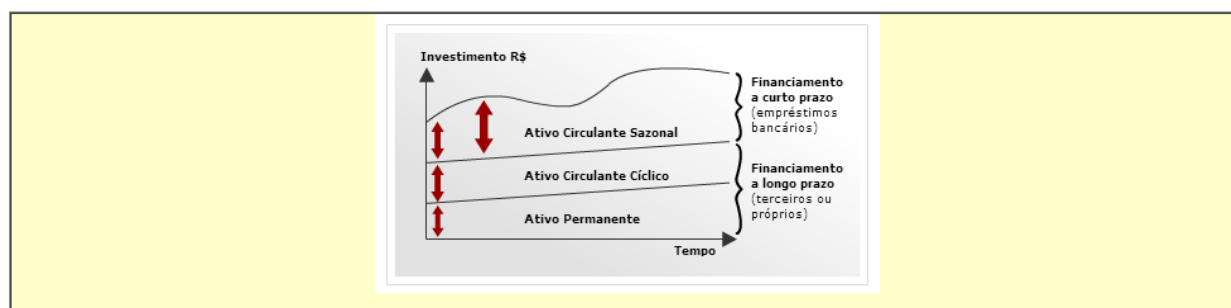 Investimento R$
Financiamento
a curto prazo
(empréstimos
bancários)
Ativo Circulante Sazonal
Financiamento
a longo prazo
(terceiros ou
próprios)
Ativo Circulante Cíclico
Ativo Permanente
Tempo